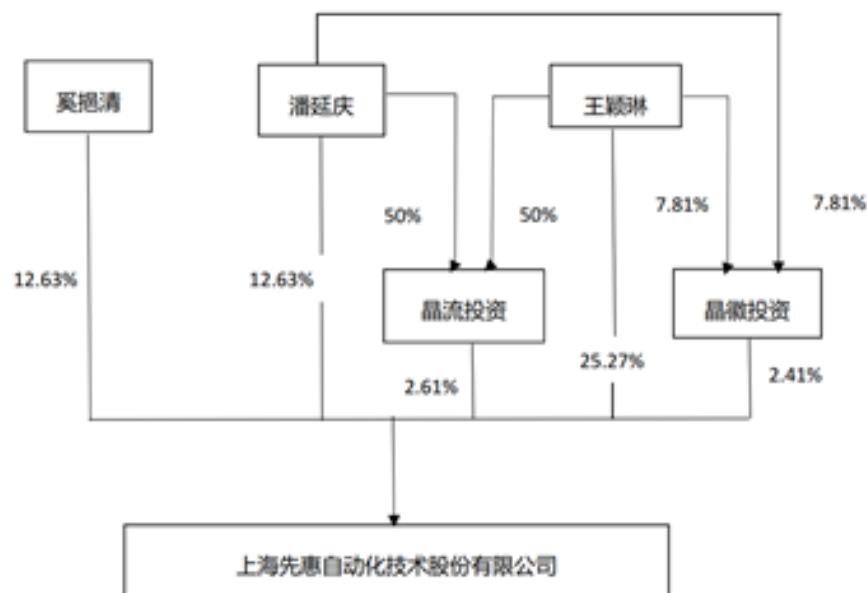 奚挹清
潘延庆
王颖琳
50%
50%
7.81%
7.81%
12.63%
12.63%
晶流投资
晶徽投资
25.27%
2.61%
2.41%
上海先惠自动化技术股份有限公司